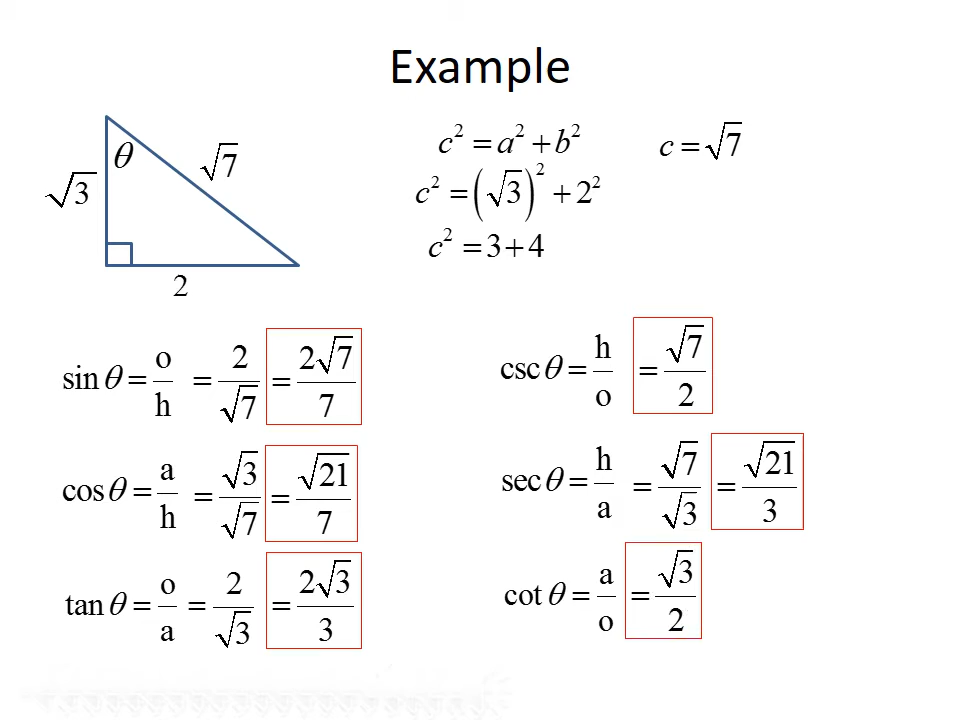 Example
θ
√7
√3
2
c² = a² + b²
c² = (√3)² + 2²
c² = 3 + 4
c = √7
sin θ = o/h = 2/√7 = 2√7/7
cos θ = a/h = √3/√7 = √21/7
tan θ = o/a = 2/√3 = 2√3/3
csc θ = h/o = √7/2
sec θ = h/a = √7/√3 = √21/3
cot θ = a/o = √3/2